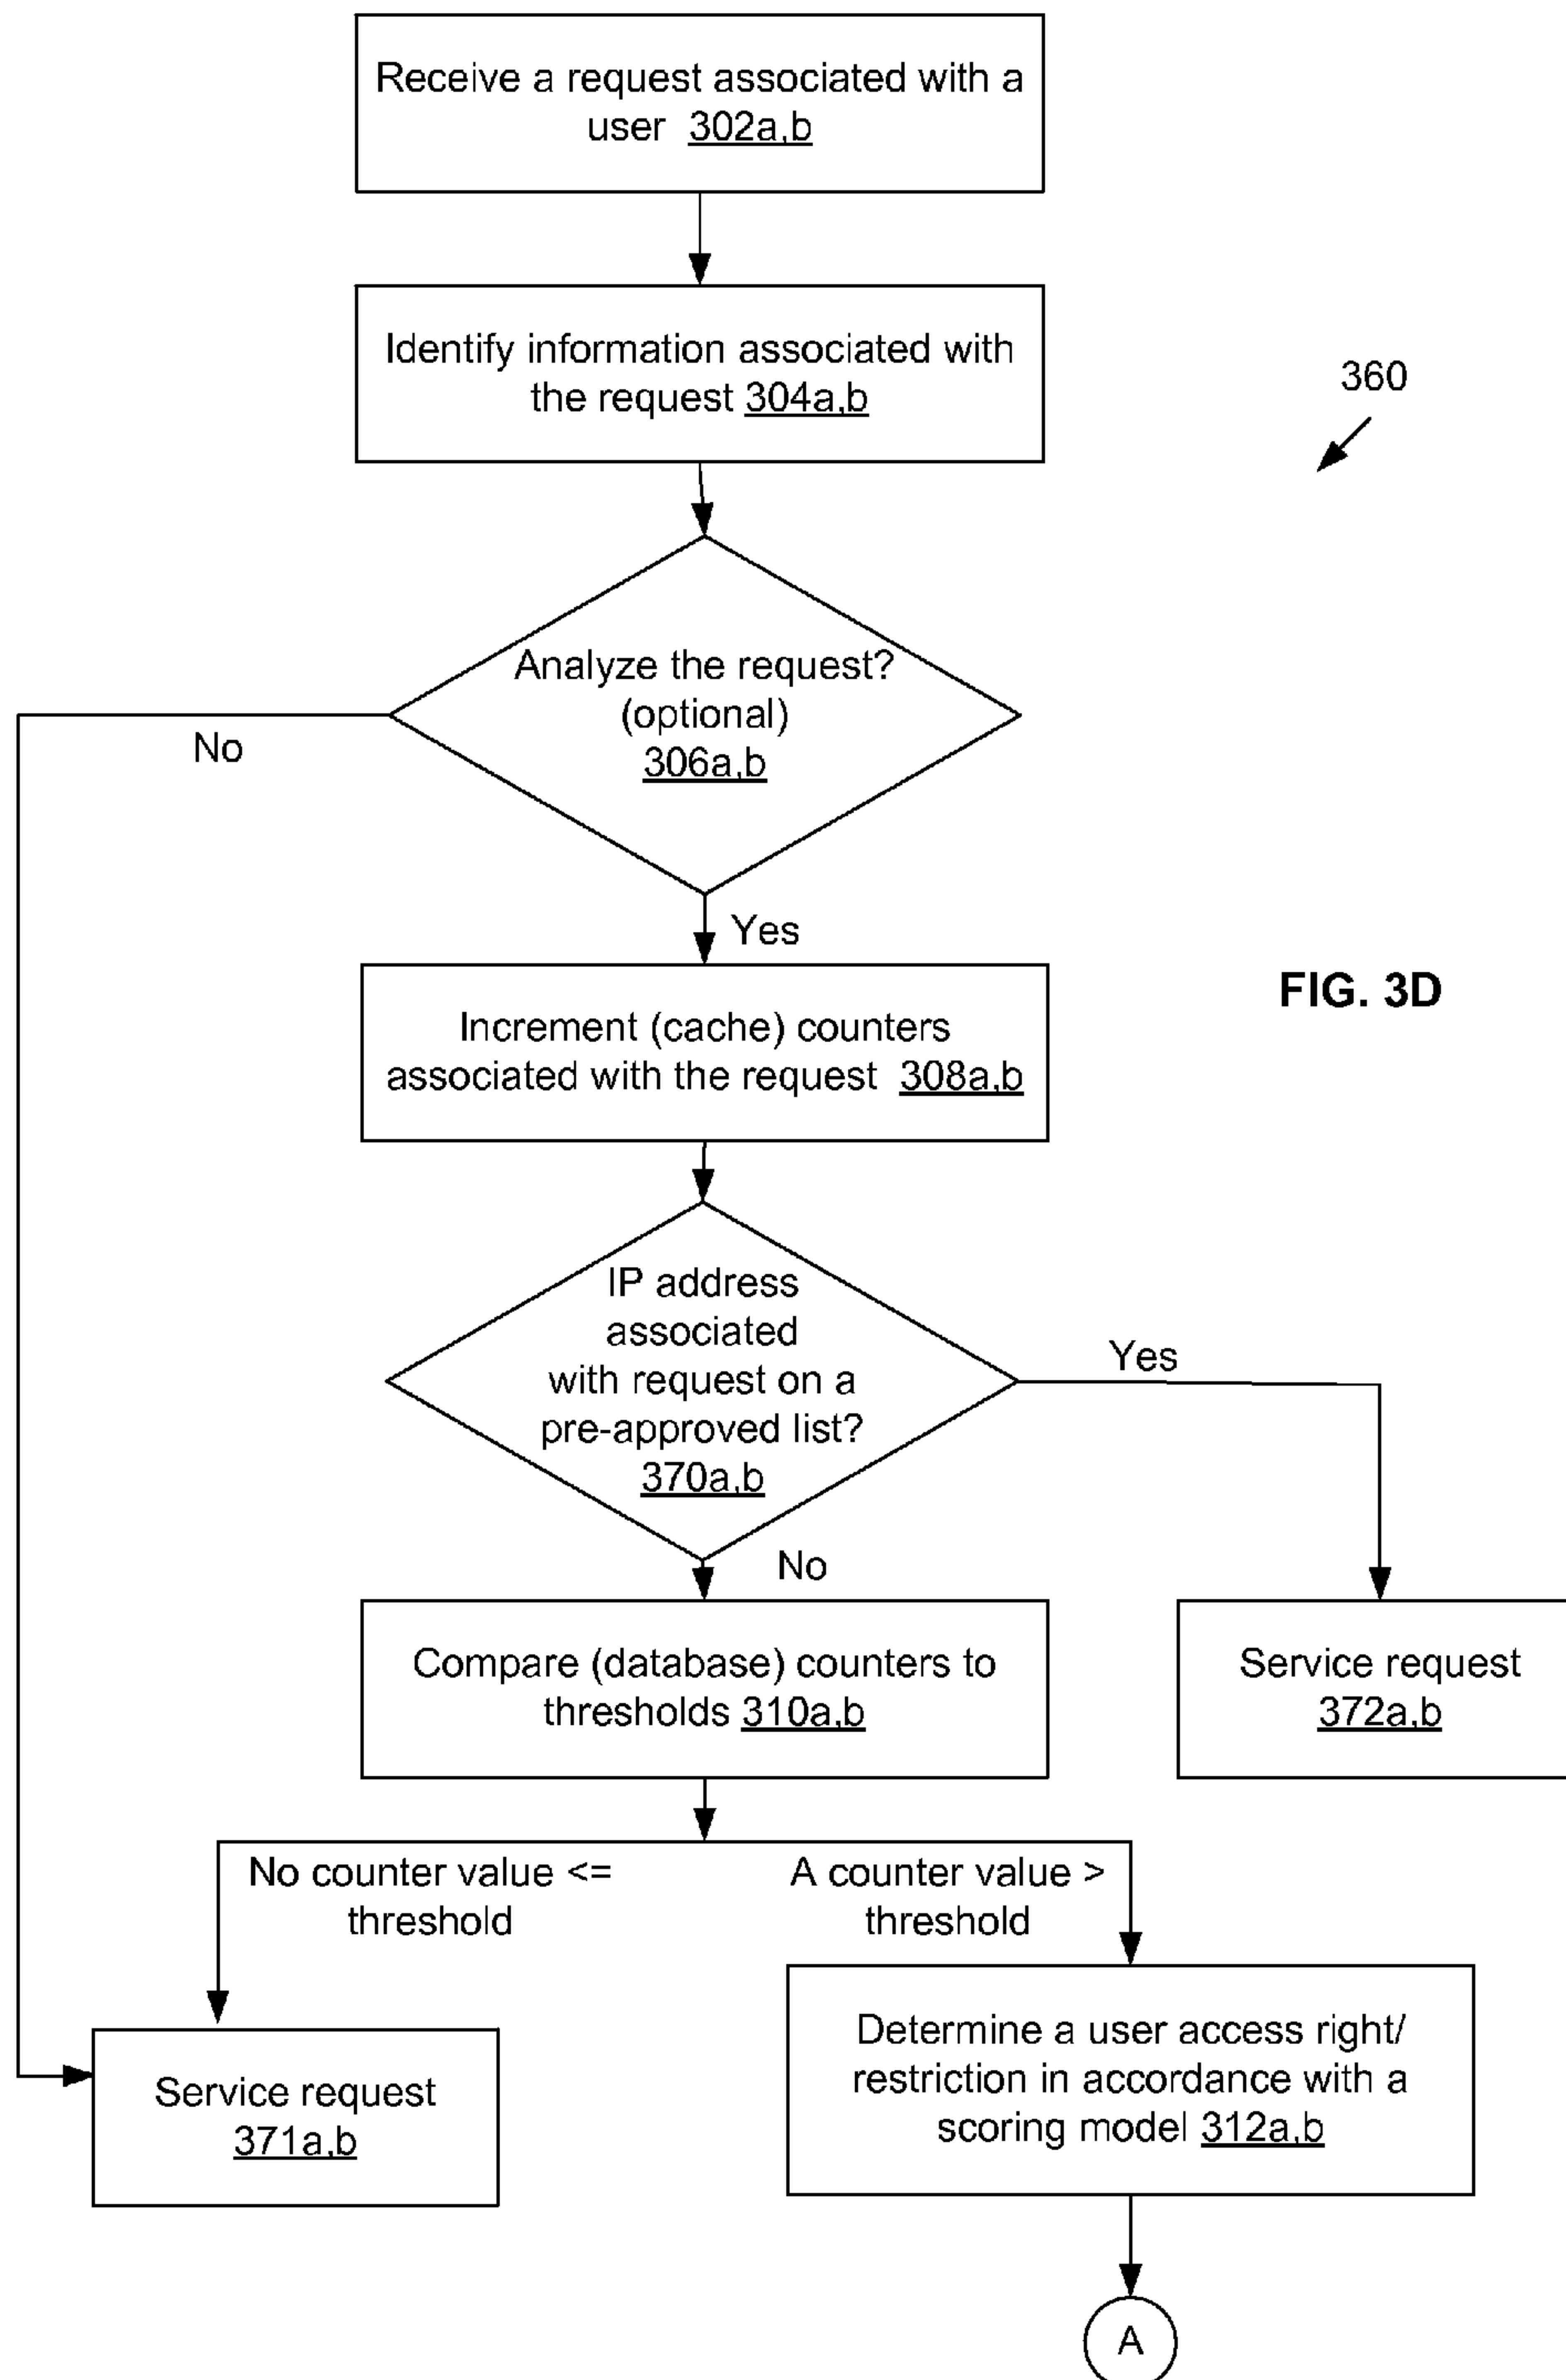 Receive a request associated with a
user 302a,b
Identify information associated with
the request 304a,b
360
Analyze the request?
(optional)
306a,b
No
Yes
FIG. 3D
Increment (cache) counters
associated with the request 308a,b
IP address
associated
with request on a
pre-approved list?
370a,b
Yes
No
Compare (database) counters to
thresholds 310a,b
Service request
372a,b
No counter value <=
threshold
A counter value >
threshold
Service request
371a,b
Determine a user access right/
restriction in accordance with a
scoring model 312a,b
A